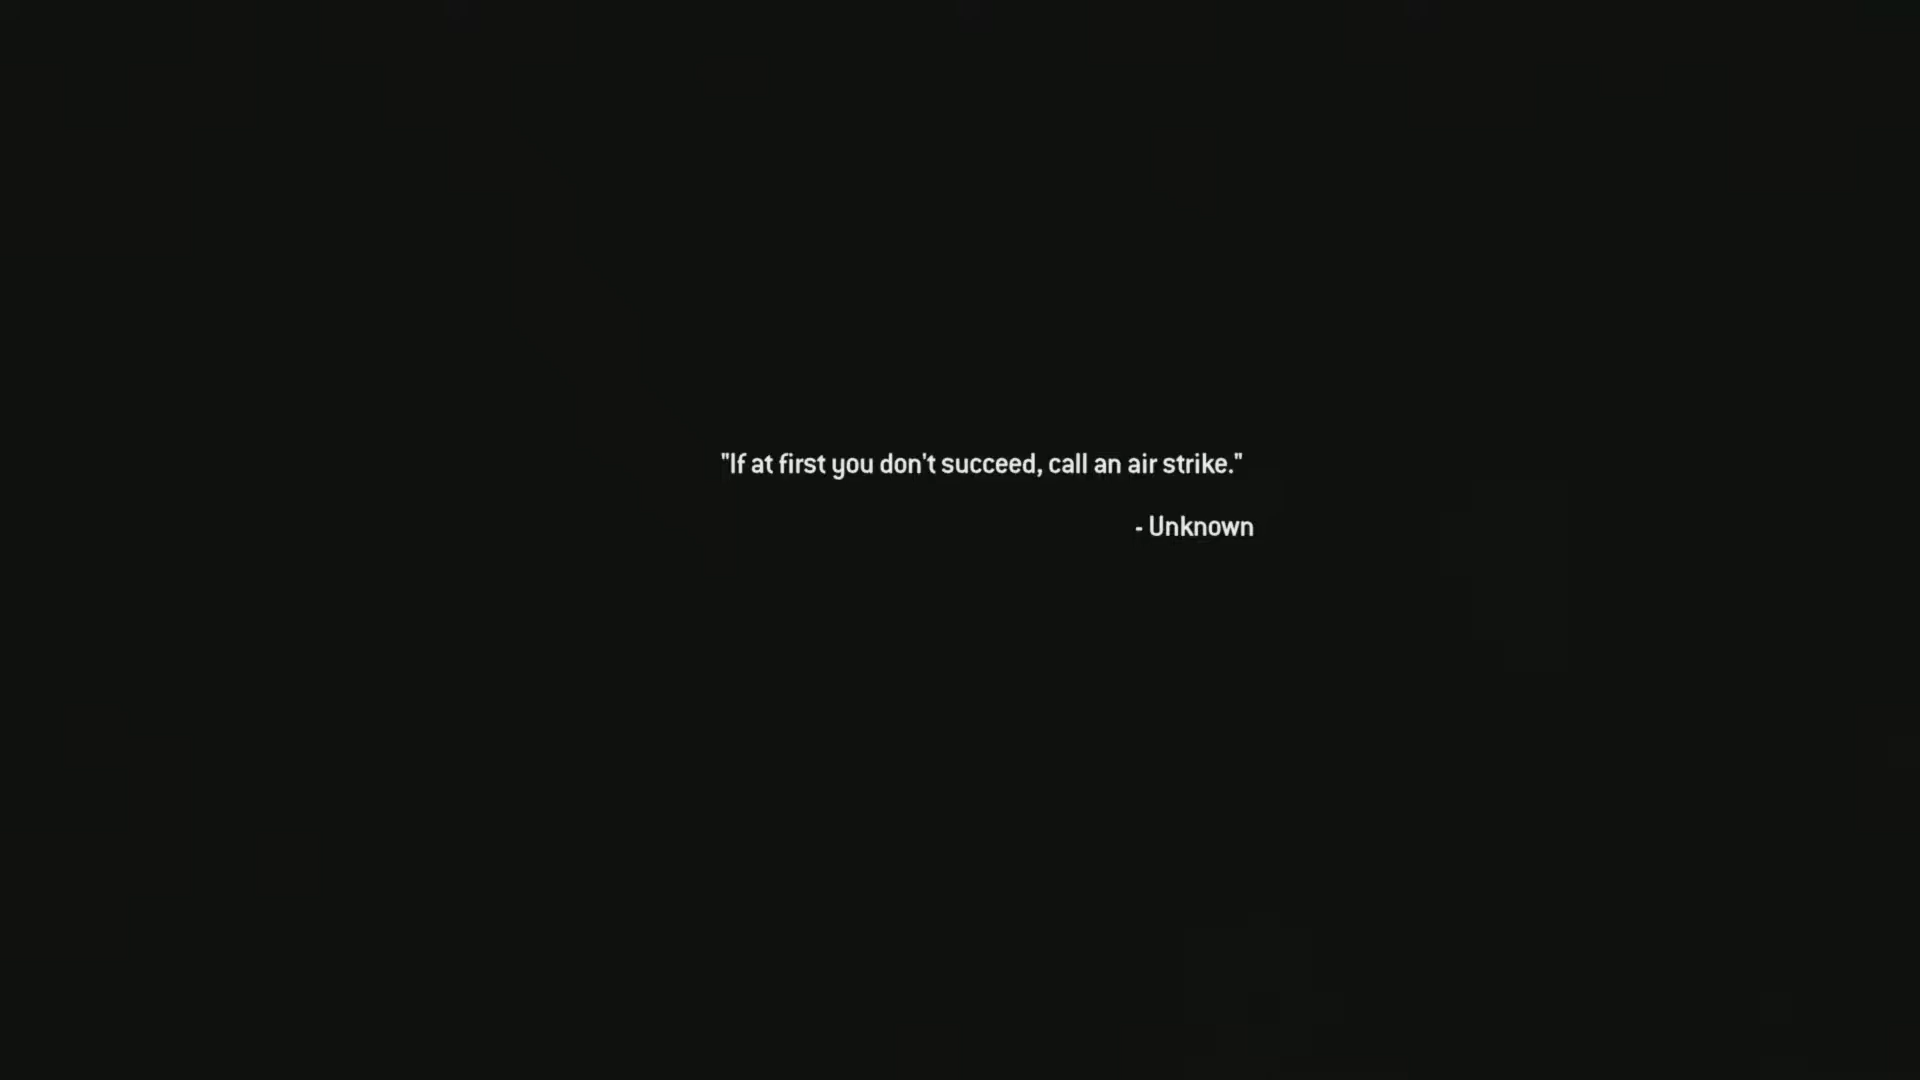 "If at first you don't succeed, call an air strike."
- Unknown